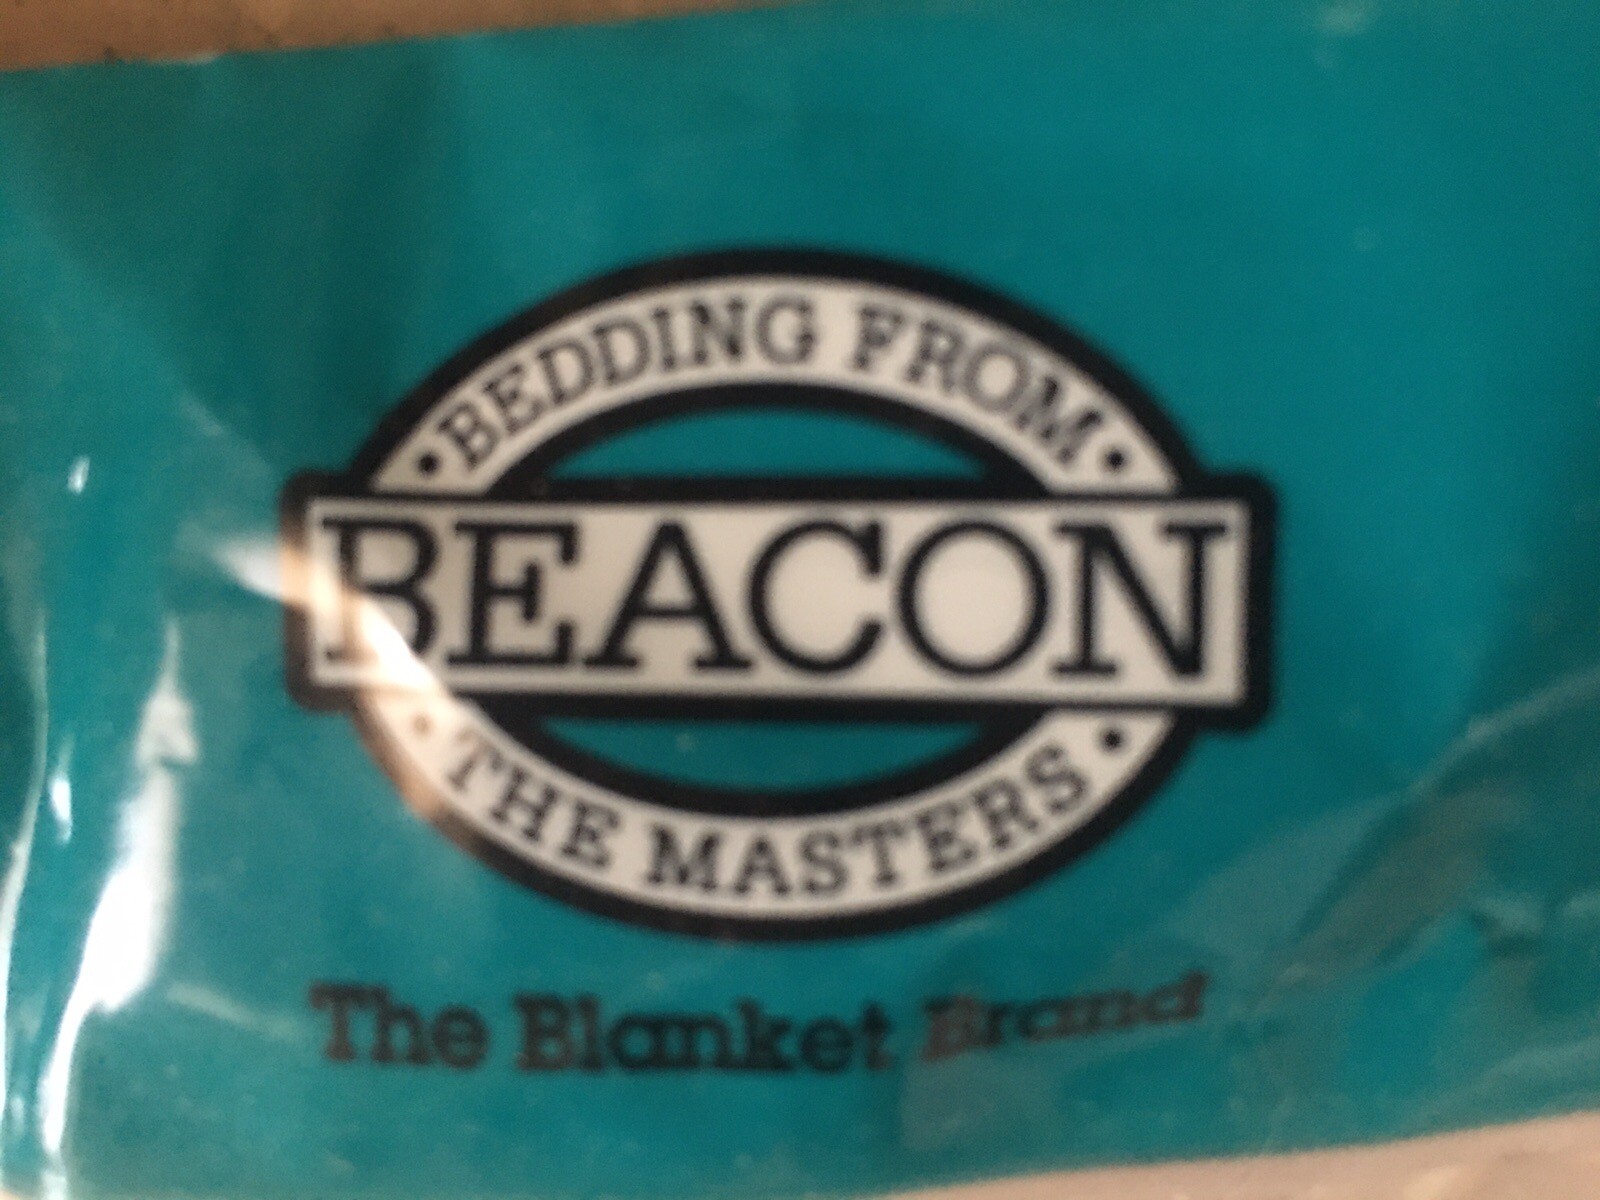 • BEDDING FROM •
BEACON
• THE MASTERS •
The Blanket Brand